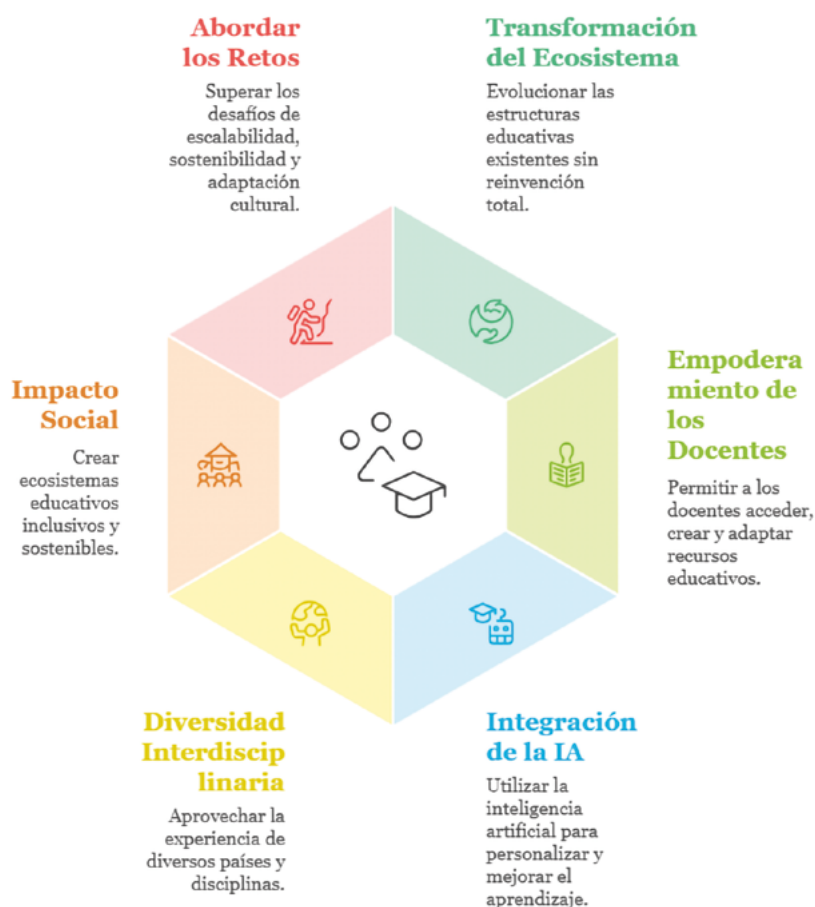 Abordar
los Retos
Superar los
desafíos de
escalabilidad,
sostenibilidad y
adaptación
cultural.
Transformación
del Ecosistema
Evolucionar las
estructuras
educativas
existentes sin
reinvención
total.
Impacto
Social
Crear
ecosistemas
educativos
inclusivos y
sostenibles.
Empodera
miento de
los
Docentes
Permitir a los
docentes acceder,
crear y adaptar
recursos
educativos.
Diversidad
Interdiscip
linaria
Aprovechar la
experiencia de
diversos países y
disciplinas.
Integración
de la IA
Utilizar la
inteligencia
artificial para
personalizar y
mejorar el
aprendizaje.